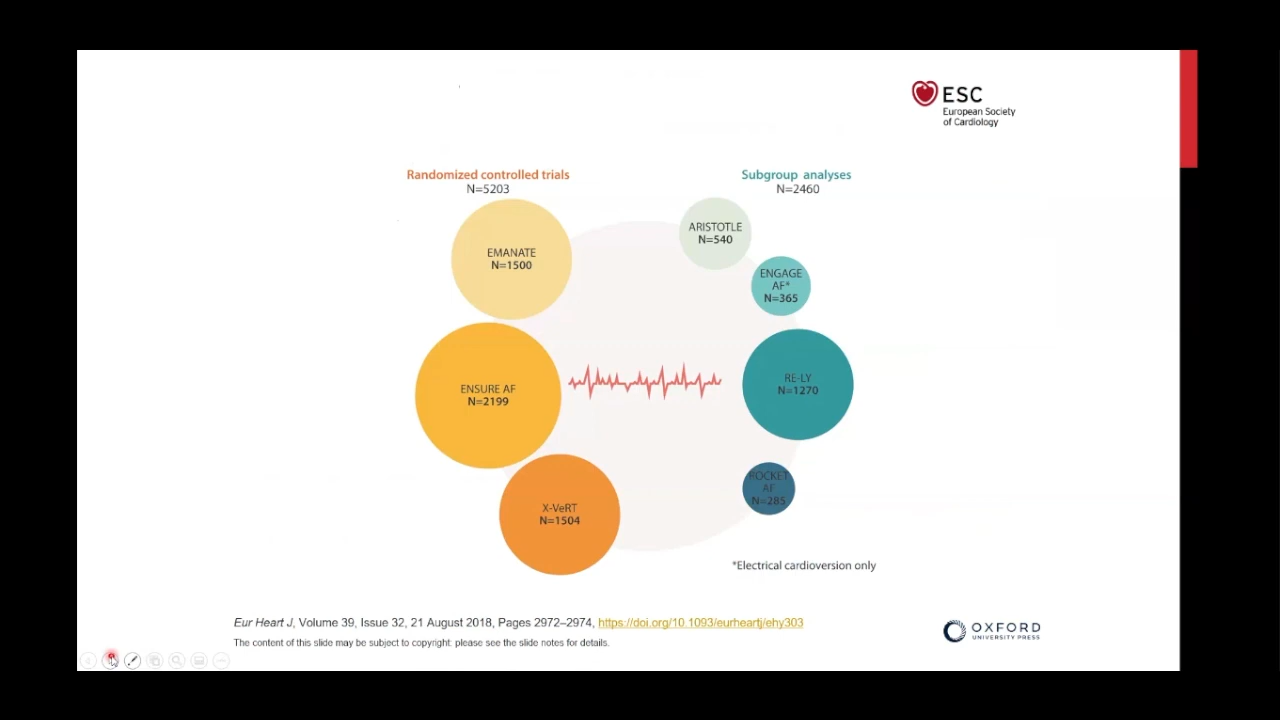 ESC
European Society
of Cardiology
Randomized controlled trials
N=5203
Subgroup analyses
N=2460
EMANATE
N=1500
ENSURE AF
N=2199
X-VeRT
N=1504
ARISTOTLE
N=540
ENGAGE
AF*
N=365
RE-LY
N=1270
ROCKET
AF
N=285
*Electrical cardioversion only
Eur Heart J, Volume 39, Issue 32, 21 August 2018, Pages 2972–2974, https://doi.org/10.1093/eurheartj/ehy303
The content of this slide may be subject to copyright: please see the slide notes for details.
OXFORD
UNIVERSITY PRESS